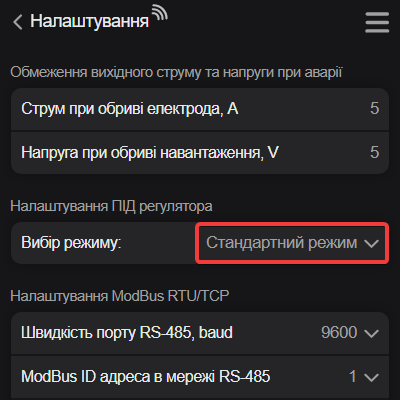 Налаштування
Обмеження вихідного струму та напруги при аварії
Струм при обриві електрода, А 5
Напруга при обриві навантаження, V 5
Налаштування ПІД регулятора
Вибір режиму: Стандартний режим
Налаштування ModBus RTU/TCP
Швидкість порту RS-485, baud 9600
ModBus ID адреса в мережі RS-485 1